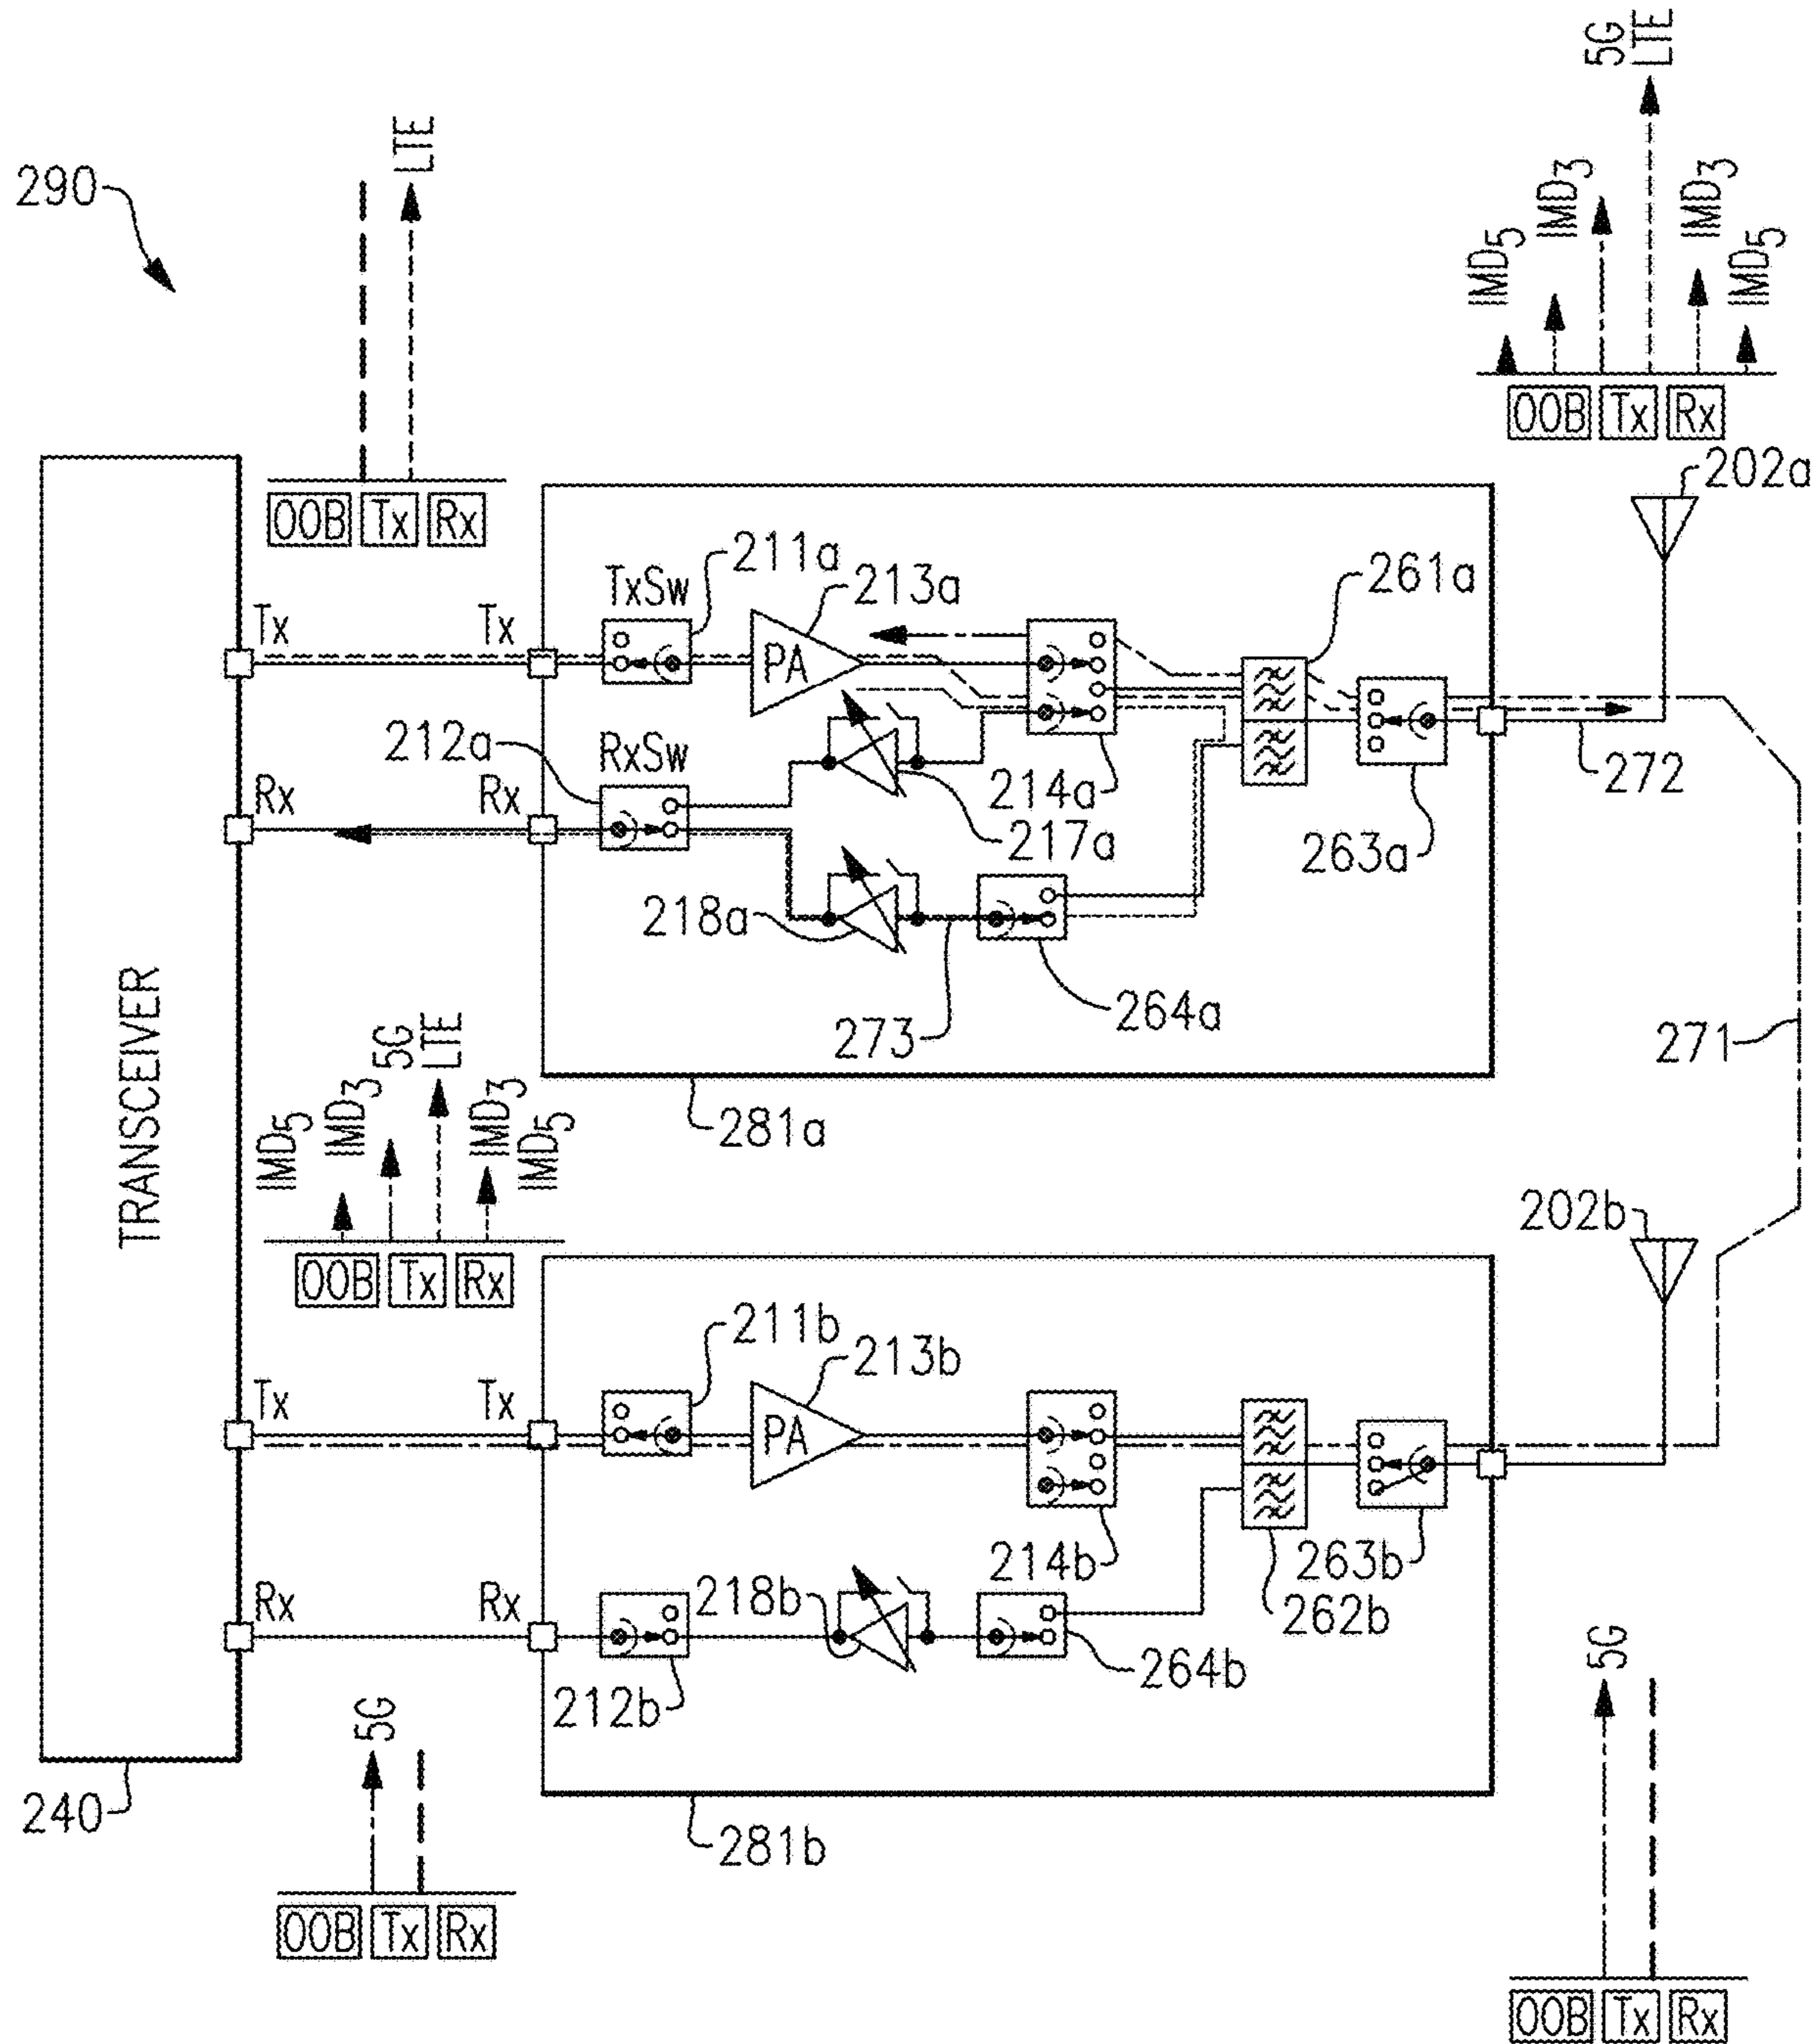 290
LTE
OOB Tx Rx
5G
LTE
IMD5
IMD3
IMD3
IMD5
OOB Tx Rx
202a
TRANSCEIVER
240
Tx
Tx
TxSw
211a
213a
PA
261a
Rx
Rx
212a
RxSw
217a
214a
263a
272
218a
273
264a
271
281a
IMD5
IMD3
5G
LTE
IMD3
IMD5
OOB Tx Rx
202b
Tx
Tx
211b
213b
PA
214b
263b
262b
Rx
Rx
212b
218b
264b
281b
5G
OOB Tx Rx
5G
OOB Tx Rx